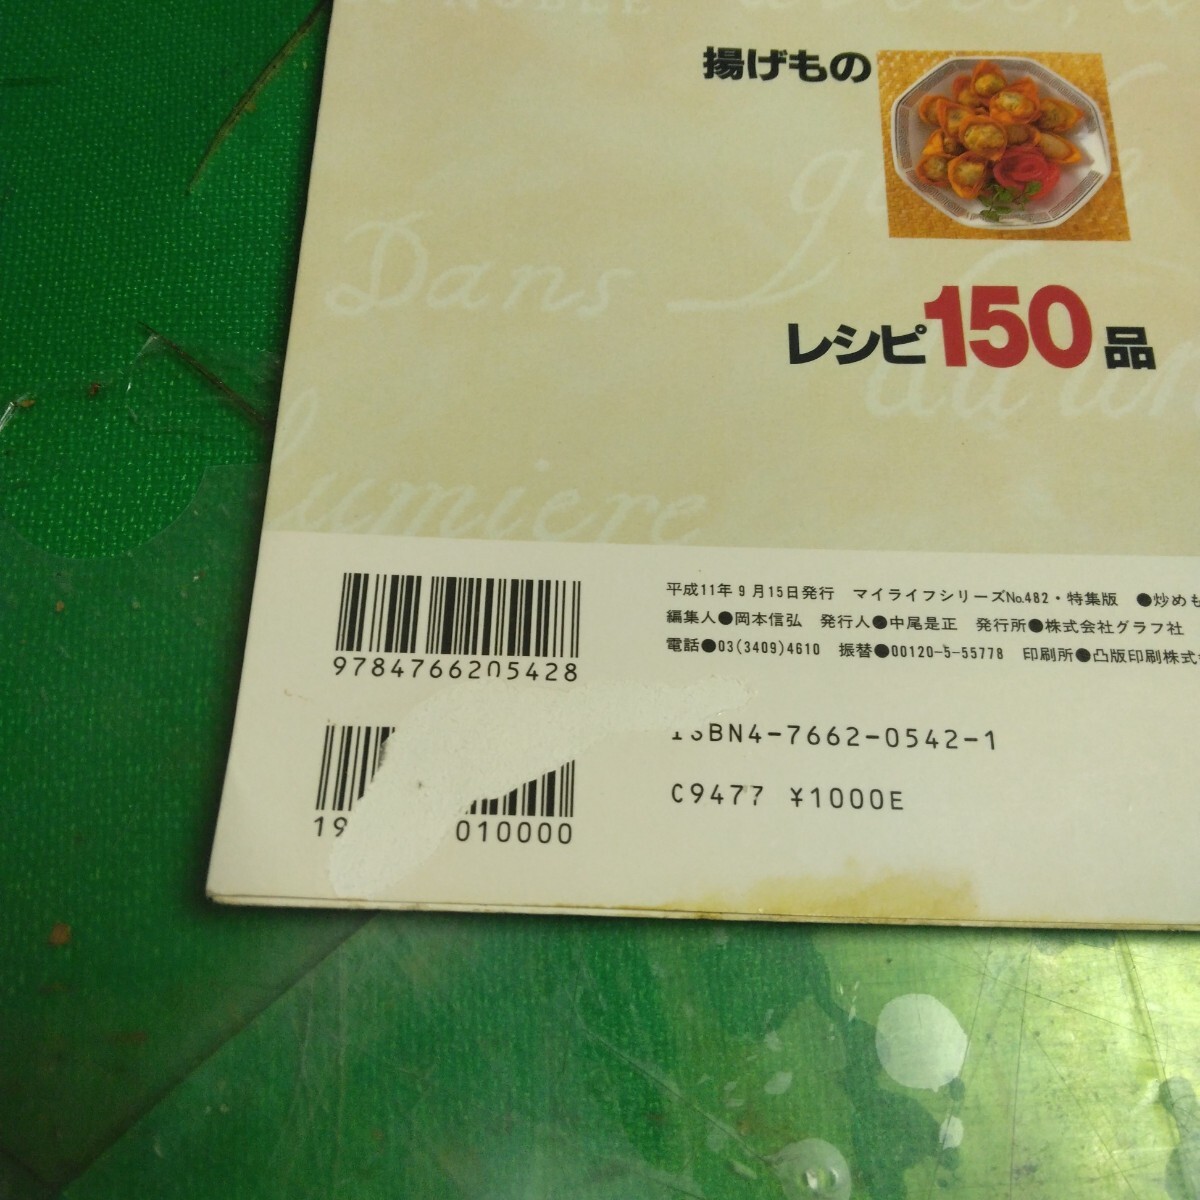 NOBLE
揚げもの
Dans
レシピ150品
lumiere
平成11年9月15日発行 マイライフシリーズNo.482・特集版 ●炒めも
編集人●岡本信弘 発行人●中尾是正 発行所●株式会社グラフ社
電話●03(3409)4610 振替●00120-5-55778 印刷所●凸版印刷株式
9784766205428
ISBN4-7662-0542-1
19
010000
C9477 ¥1000E